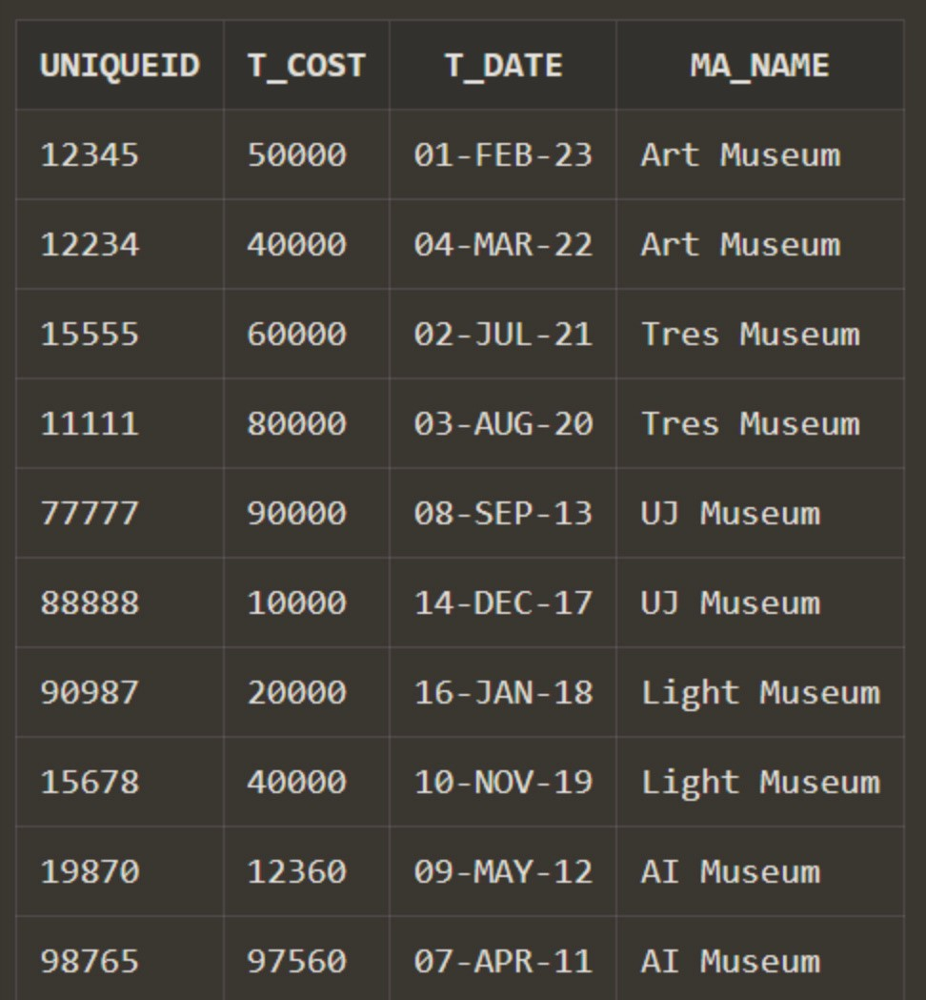 UNIQUEID T_COST T_DATE MA_NAME
12345 50000 01-FEB-23 Art Museum
12234 40000 04-MAR-22 Art Museum
15555 60000 02-JUL-21 Tres Museum
11111 80000 03-AUG-20 Tres Museum
77777 90000 08-SEP-13 UJ Museum
88888 10000 14-DEC-17 UJ Museum
90987 20000 16-JAN-18 Light Museum
15678 40000 10-NOV-19 Light Museum
19870 12360 09-MAY-12 AI Museum
98765 97560 07-APR-11 AI Museum